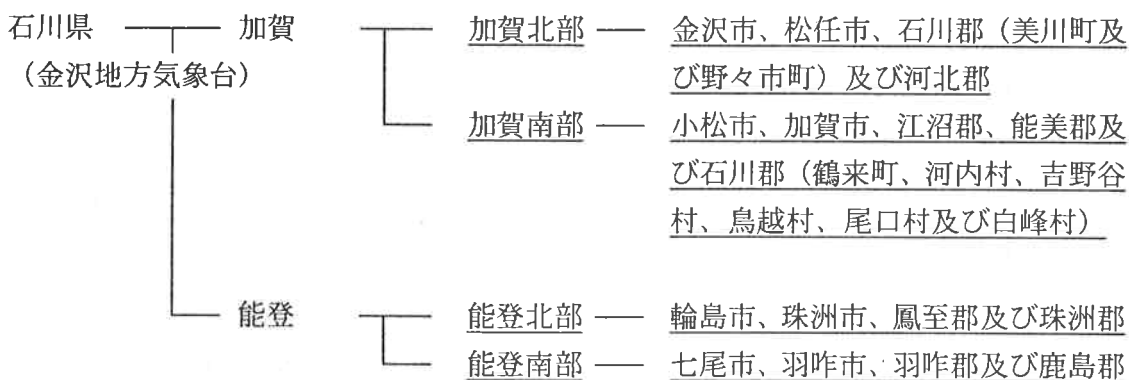 石川県 加賀 加賀北部 金沢市、松任市、石川郡(美川町及
(金沢地方気象台) び野々市町)及び河北郡
加賀南部 小松市、加賀市、江沼郡、能美郡及
び石川郡(鶴来町、河内村、吉野谷
村、鳥越村、尾口村及び白峰村)
能登 能登北部 輪島市、珠洲市、鳳至郡及び珠洲郡
能登南部 七尾市、羽咋市、羽咋郡及び鹿島郡